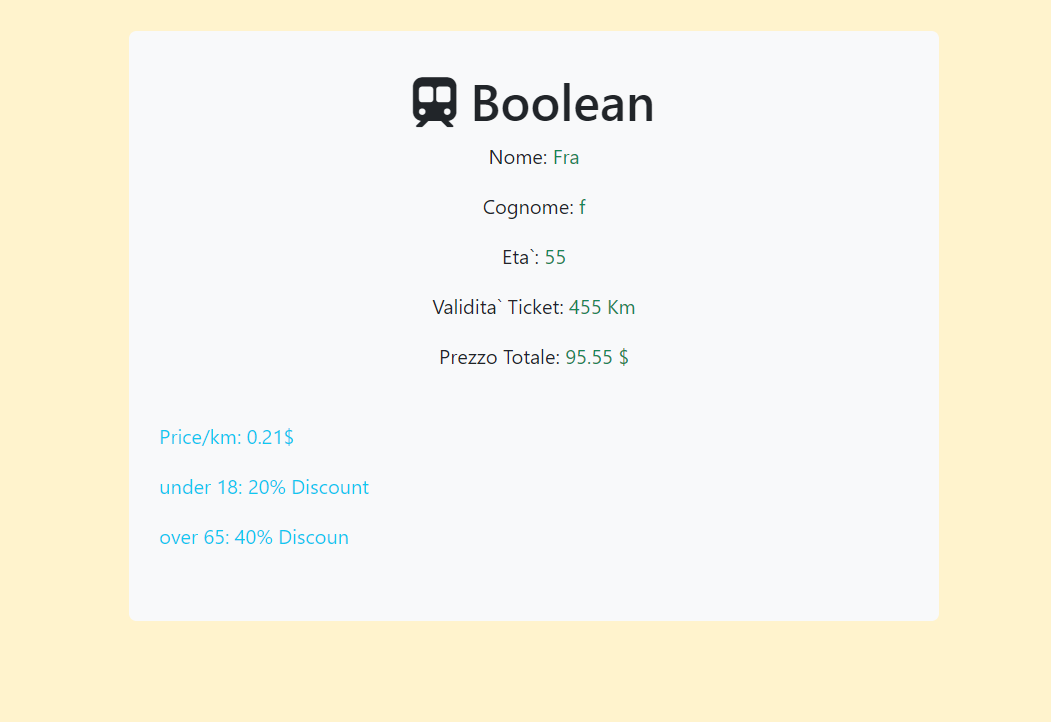 Boolean
Nome: Fra
Cognome: f
Eta`: 55
Validita` Ticket: 455 Km
Prezzo Totale: 95.55 $
Price/km: 0.21$
under 18: 20% Discount
over 65: 40% Discoun